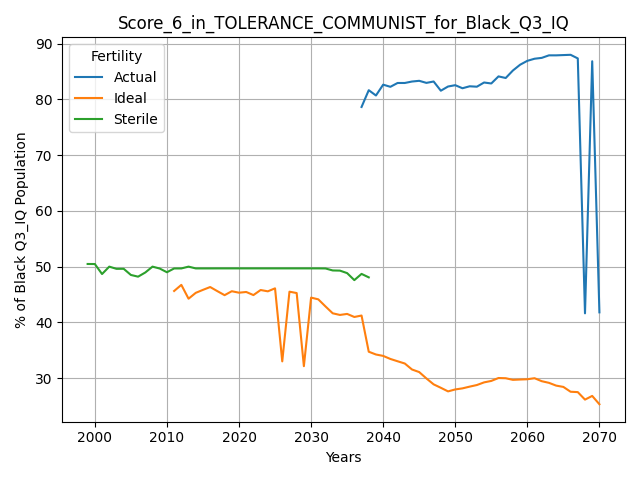 Score_6_in_TOLERANCE_COMMUNIST_for_Black_Q3_IQ
Fertility
Actual
Ideal
Sterile
% of Black Q3_IQ Population
90
80
70
60
50
40
30
2000 2010 2020 2030 2040 2050 2060 2070
Years